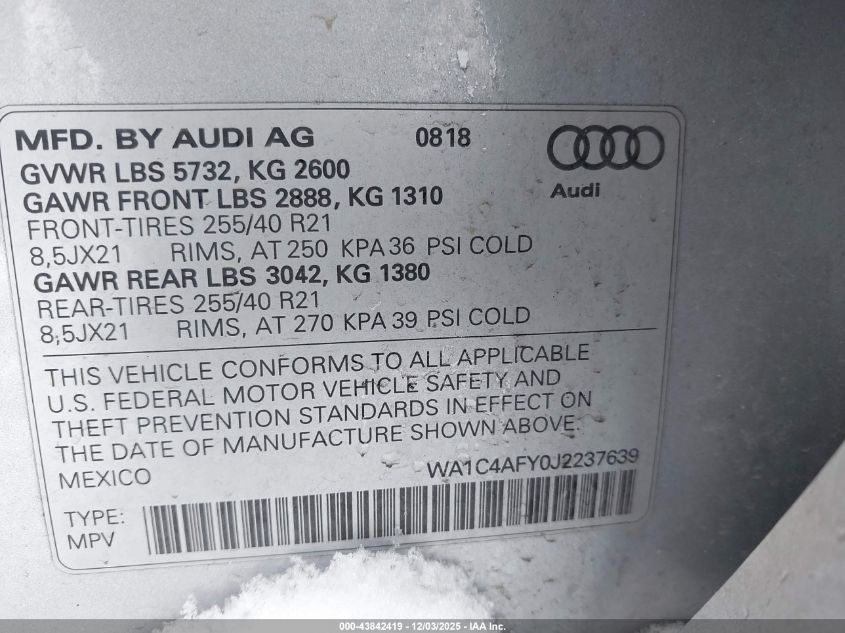 MFD. BY AUDI AG 0818
GVWR LBS 5732, KG 2600
GAWR FRONT LBS 2888, KG 1310
FRONT-TIRES 255/40 R21
8,5JX21 RIMS, AT 250 KPA 36 PSI COLD
GAWR REAR LBS 3042, KG 1380
REAR-TIRES 255/40 R21
8,5JX21 RIMS, AT 270 KPA 39 PSI COLD
Audi
THIS VEHICLE CONFORMS TO ALL APPLICABLE
U.S. FEDERAL MOTOR VEHICLE SAFETY AND
THEFT PREVENTION STANDARDS IN EFFECT ON
THE DATE OF MANUFACTURE SHOWN ABOVE.
MEXICO WA1C4AFY0J2237639
TYPE:
MPV
000-43842419 - 12/03/2025 - IAA Inc.